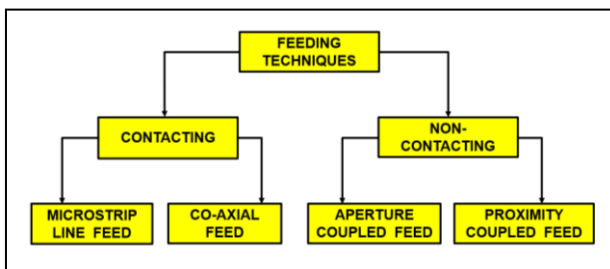 FEEDING
TECHNIQUES
CONTACTING
NON-
CONTACTING
MICROSTRIP
LINE FEED
CO-AXIAL
FEED
APERTURE
COUPLED FEED
PROXIMITY
COUPLED FEED